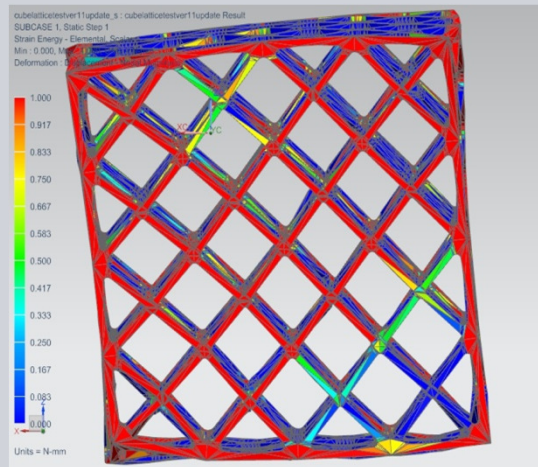 cubelatticetestver11update_s : cubelatticetestver11update Result
SUBCASE 1, Static Step 1
Strain Energy - Elemental, Scalar
Min : 0.000,
Deformation :
XC
YC
1.000
0.917
0.833
0.750
0.667
0.583
0.500
0.417
0.333
0.250
0.167
0.083
0.000
Z
X
Units = N-mm